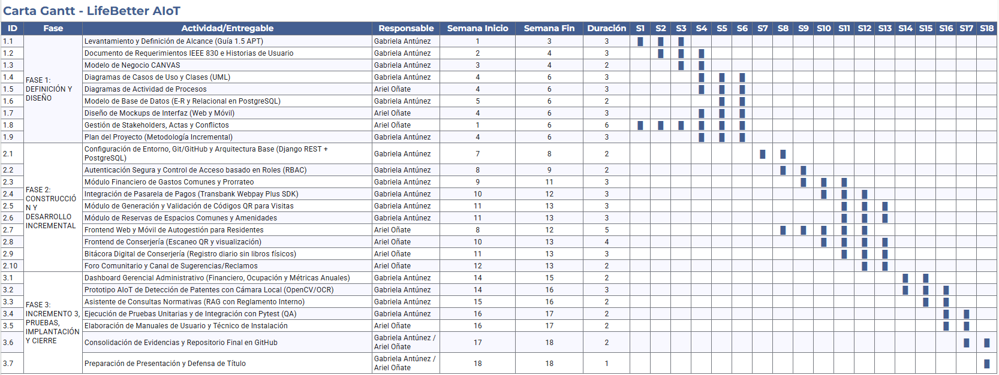 Carta Gantt - LifeBetter AIoT
ID Fase Actividad/Entregable Responsable Semana Inicio Semana Fin Duración S1 S2 S3 S4 S5 S6 S7 S8 S9 S10 S11 S12 S13 S14 S15 S16 S17 S18
FASE 1:
DEFINICIÓN Y
DISEÑO
1.1 Levantamiento y Definición de Alcance (Guía 1.5 APT) Gabriela Antúnez 1 3 3
1.2 Documento de Requerimientos IEEE 830 e Historias de Usuario Gabriela Antúnez 2 4 3
1.3 Modelo de Negocio CANVAS Gabriela Antúnez 3 4 2
1.4 Diagramas de Casos de Uso y Clases (UML) Gabriela Antúnez 4 6 3
1.5 Diagramas de Actividad de Procesos Ariel Oñate 4 6 3
1.6 Modelo de Base de Datos (E-R y Relacional en PostgreSQL) Gabriela Antúnez 5 6 2
1.7 Diseño de Mockups de Interfaz (Web y Móvil) Ariel Oñate 4 6 3
1.8 Gestión de Stakeholders, Actas y Conflictos Ariel Oñate 1 6 6
1.9 Plan del Proyecto (Metodología Incremental) Gabriela Antúnez 4 6 3
FASE 2:
CONSTRUCCIÓ
N Y
DESARROLLO
INCREMENTAL
2.1 Configuración de Entorno, Git/GitHub y Arquitectura Base (Django REST +
PostgreSQL) Gabriela Antúnez 7 8 2
2.2 Autenticación Segura y Control de Acceso basado en Roles (RBAC) Gabriela Antúnez 8 9 2
2.3 Módulo Financiero de Gastos Comunes y Prorrateo Gabriela Antúnez 9 11 3
2.4 Integración de Pasarela de Pagos (Transbank Webpay Plus SDK) Gabriela Antúnez 10 12 3
2.5 Módulo de Generación y Validación de Códigos QR para Visitas Gabriela Antúnez 11 13 3
2.6 Módulo de Reservas de Espacios Comunes y Amenidades Gabriela Antúnez 11 13 3
2.7 Frontend Web y Móvil de Autogestión para Residentes Ariel Oñate 8 12 5
2.8 Frontend de Conserjería (Escaneo QR y visualización) Ariel Oñate 10 13 4
2.9 Bitácora Digital de Conserjería (Registro diario sin libros físicos) Ariel Oñate 11 13 3
2.10 Foro Comunitario y Canal de Sugerencias/Reclamos Ariel Oñate 12 13 2
FASE 3:
INCREMENTO 3,
PRUEBAS,
IMPLANTACIÓN
Y CIERRE
3.1 Dashboard Gerencial Administrativo (Financiero, Ocupación y Métricas Anuales) Gabriela Antúnez 14 15 2
3.2 Prototipo AIoT de Detección de Patentes con Cámara Local (OpenCV/OCR) Gabriela Antúnez 14 16 3
3.3 Asistente de Consultas Normativas (RAG con Reglamento Interno) Gabriela Antúnez 15 16 2
3.4 Ejecución de Pruebas Unitarias y de Integración con Pytest (QA) Gabriela Antúnez 16 17 2
3.5 Elaboración de Manuales de Usuario y Técnico de Instalación Ariel Oñate 16 17 2
3.6 Consolidación de Evidencias y Repositorio Final en GitHub Gabriela Antúnez /
Ariel Oñate 17 18 2
3.7 Preparación de Presentación y Defensa de Título Gabriela Antúnez /
Ariel Oñate 18 18 1